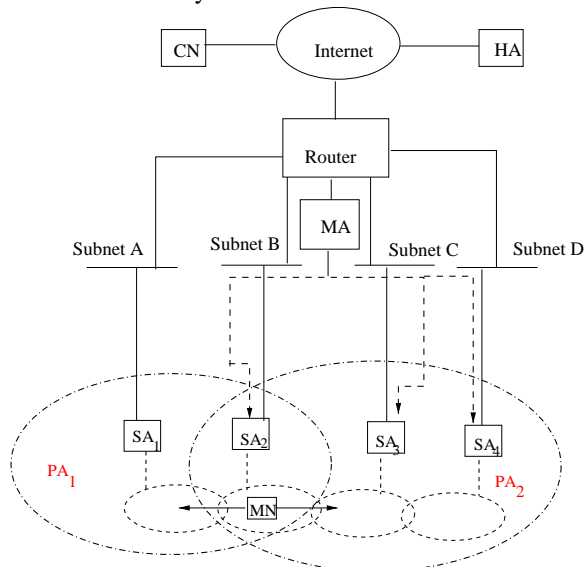 CN
Internet
HA
Router
MA
Subnet A
Subnet B
Subnet C
Subnet D
SA1
SA2
SA3
SA4
PA1
PA2
MN